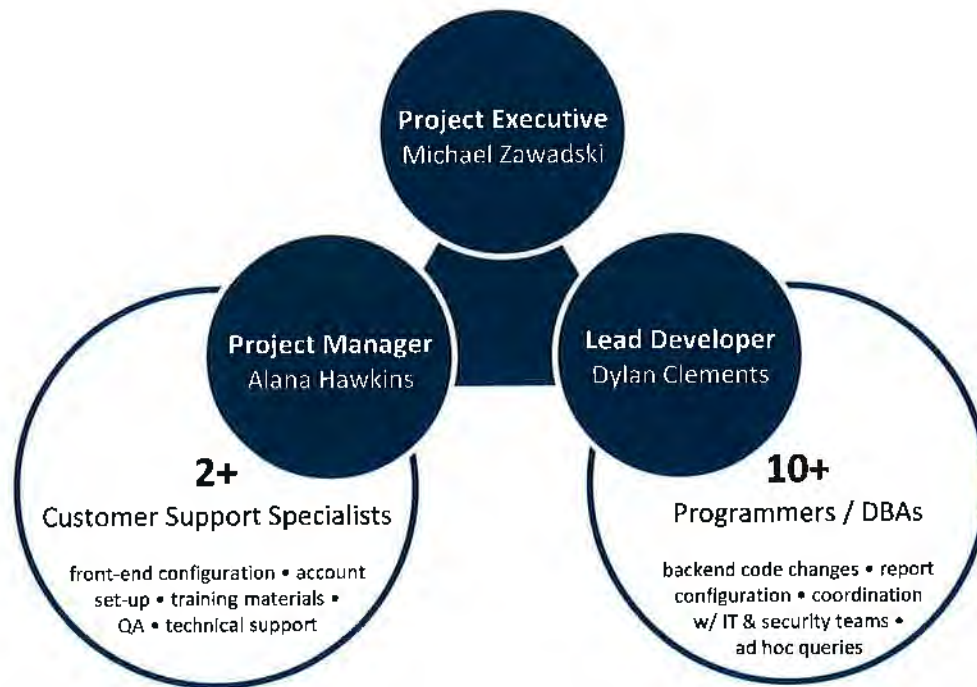 Project Executive
Michael Zawadski
Project Manager
Alana Hawkins
2+
Customer Support Specialists
front-end configuration • account
set-up • training materials •
QA • technical support
Lead Developer
Dylan Clements
10+
Programmers / DBAs
backend code changes • report
configuration • coordination
w/ IT & security teams •
ad hoc queries